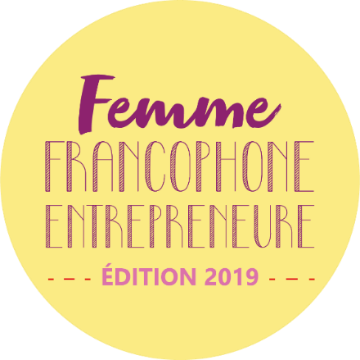 Femme
FRANCOPHONE
ENTREPRENEURE
- - - ÉDITION 2019 - - -